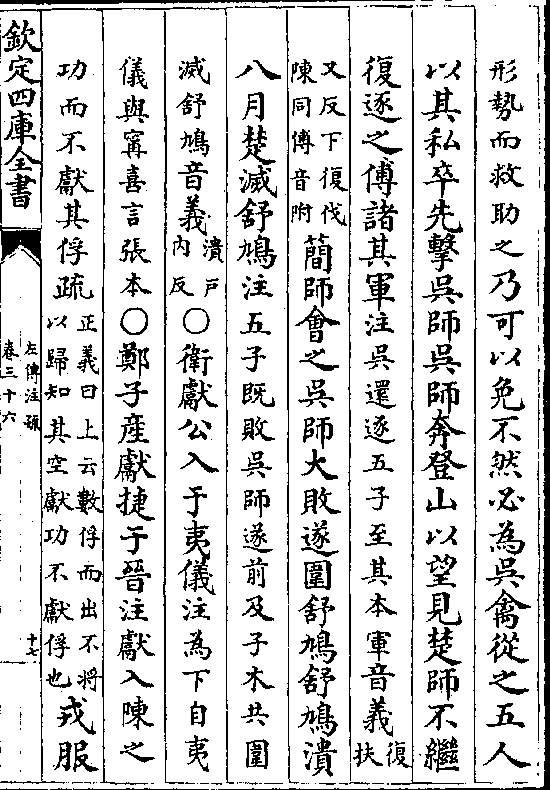 形勢而救助之乃可以免不然必為吳禽從之五人
以其私卒先擊吳師吳師奔登山以望見楚師不繼
復逐之傅諸其軍注吳還逐五子至其本軍音義復扶
又反下復伐
陳同傅音附
簡師會之吳師大敗遂圍舒鳩舒鳩潰
八月楚滅舒鳩注五子既敗吳師遂前及子木共圍
滅舒鳩音義潰戸
内反
〇衛獻公入于夷儀注為下自夷
儀與甯喜言張本〇鄭子產獻捷于晉注獻入陳之
功而不獻其俘疏正義曰上云數俘而出不將
以歸知其空獻功不獻俘也
戎服
欽定四庫全書
左傳注疏
卷三十六
十七